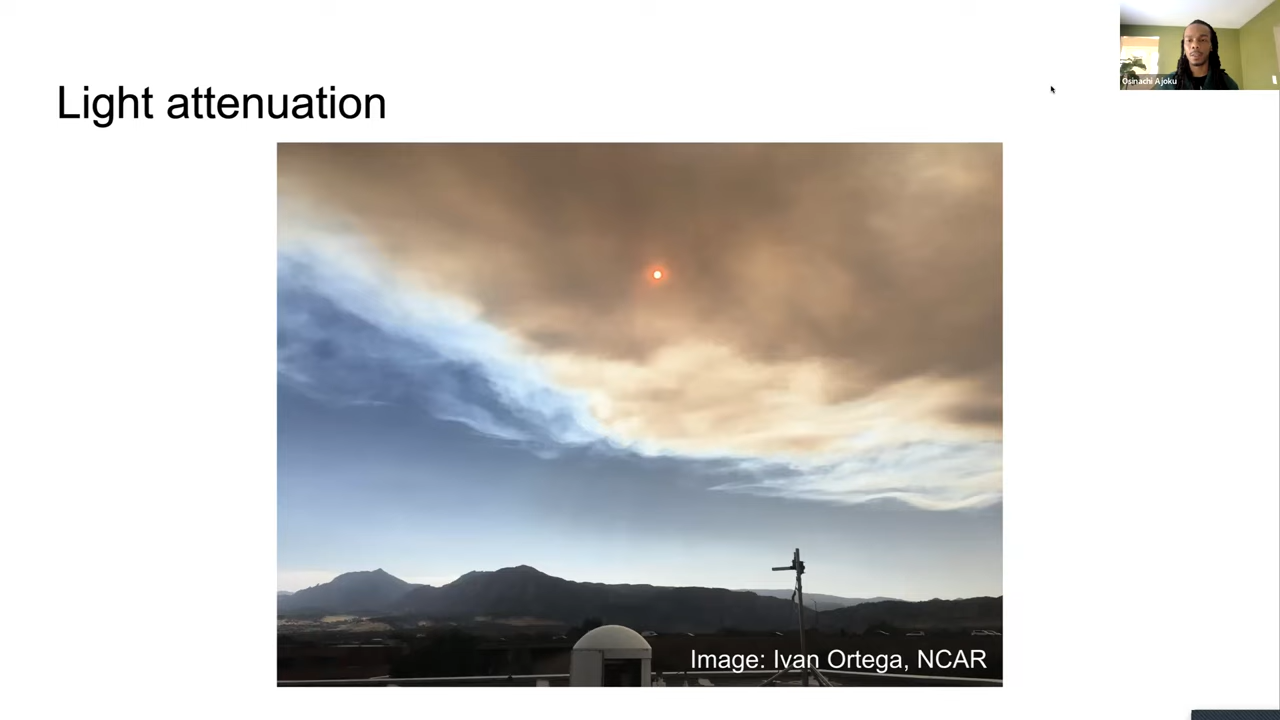 Osinachi Ajoku
Light attenuation
Image: Ivan Ortega, NCAR